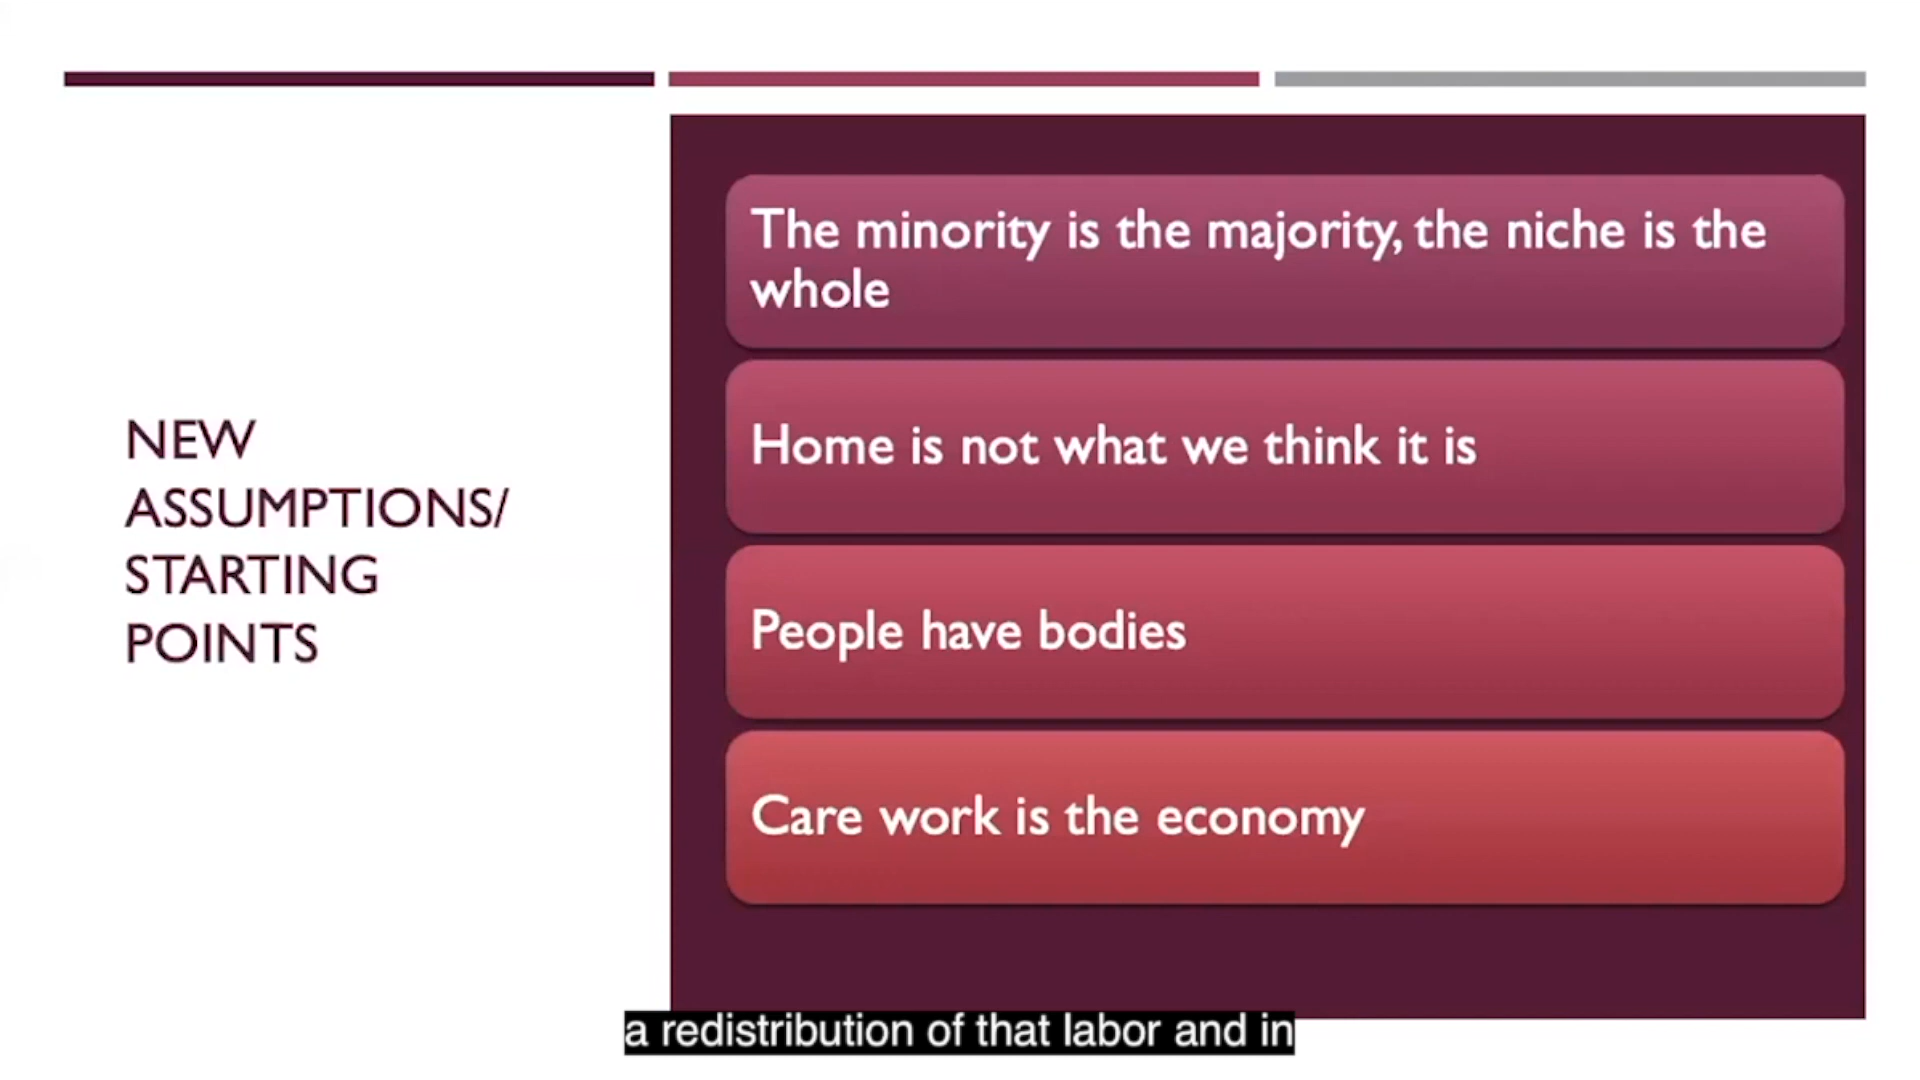 NEW
ASSUMPTIONS/
STARTING
POINTS
The minority is the majority, the niche is the
whole
Home is not what we think it is
People have bodies
Care work is the economy
a redistribution of that labor and in